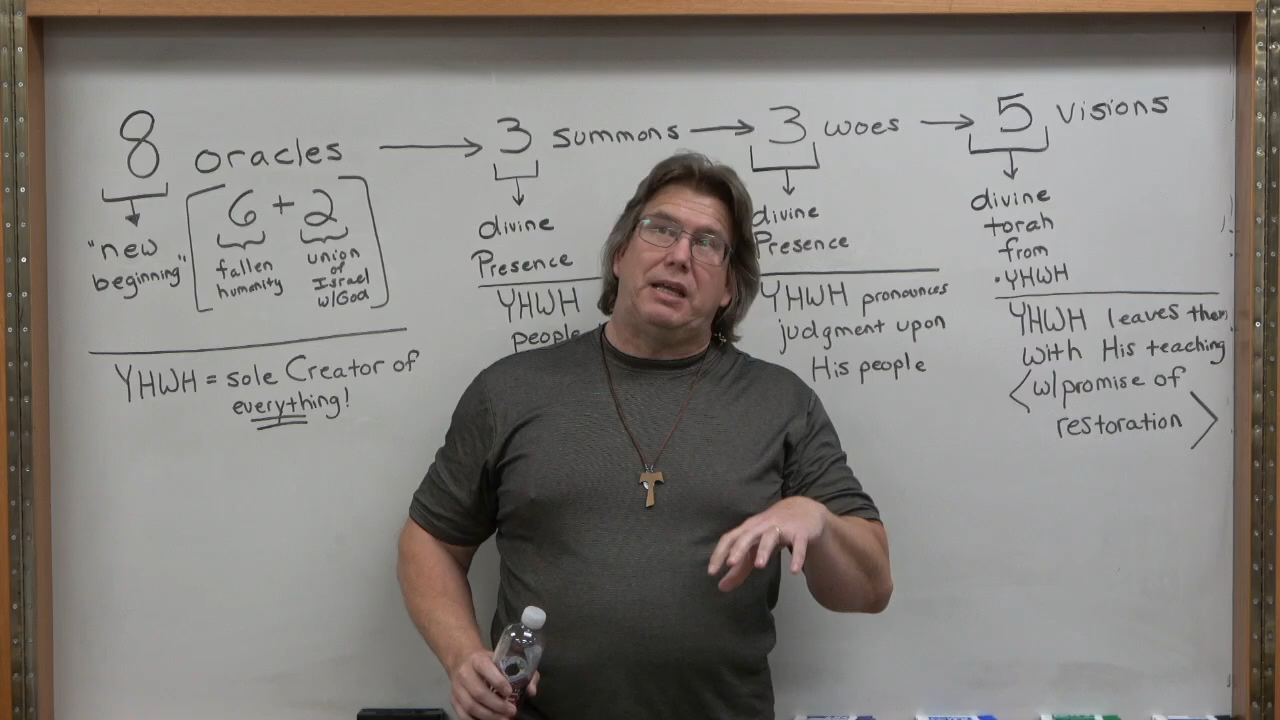 8 oracles → 3 summons → 3 woes → 5 visions
"new
beginning"
[6 + 2]
fallen
humanity
union
of
Israel
w/God
YHWH = sole Creator of
everything!
divine
Presence
YHWH
people
divine
Presence
YHWH pronounces
judgment upon
His people
divine
torah
from
YHWH
YHWH leaves them
with His teaching
<w/promise of
restoration>